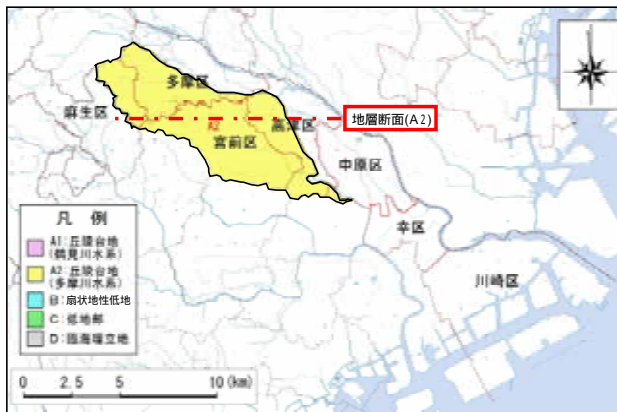 多摩区
麻生区
高津区
地層断面(A2)
A2
宮前区
中原区
幸区
川崎区
凡 例
A1:丘陵台地
(鶴見川水系)
A2:丘陵台地
(多摩川水系)
B:扇状地性低地
C:低地部
D:臨海埋立地
0 2.5 5 10 (km)